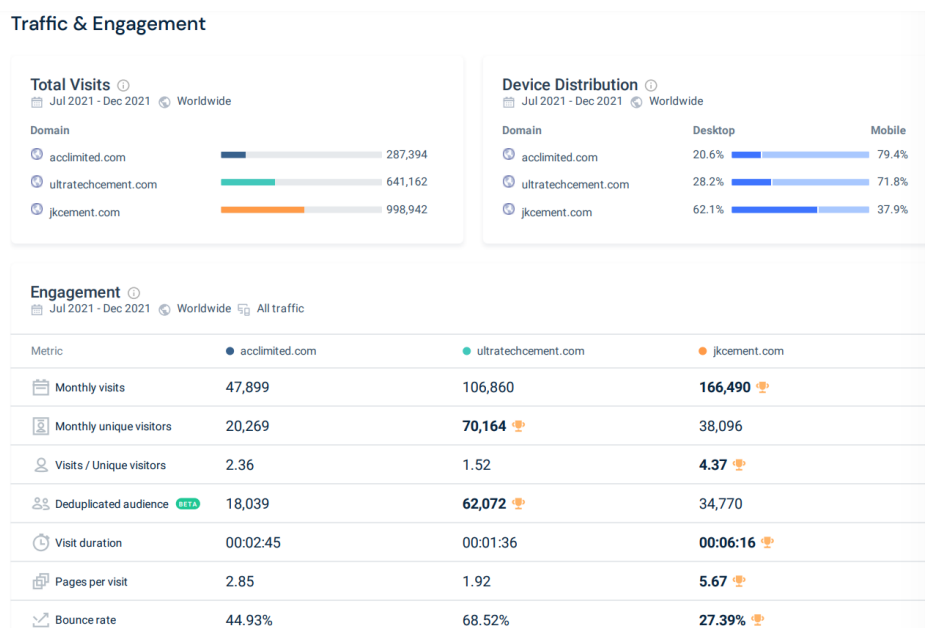 Traffic & Engagement
Total Visits
Jul 2021 - Dec 2021 Worldwide
Domain
acclimited.com 287,394
ultratechcement.com 641,162
jkcement.com 998,942
Device Distribution
Jul 2021 - Dec 2021 Worldwide
Domain Desktop Mobile
acclimited.com 20.6% 79.4%
ultratechcement.com 28.2% 71.8%
jkcement.com 62.1% 37.9%
Engagement
Jul 2021 - Dec 2021 Worldwide All traffic
Metric acclimited.com ultratechcement.com jkcement.com
Monthly visits 47,899 106,860 166,490
Monthly unique visitors 20,269 70,164 38,096
Visits / Unique visitors 2.36 1.52 4.37
Deduplicated audience BETA 18,039 62,072 34,770
Visit duration 00:02:45 00:01:36 00:06:16
Pages per visit 2.85 1.92 5.67
Bounce rate 44.93% 68.52% 27.39%